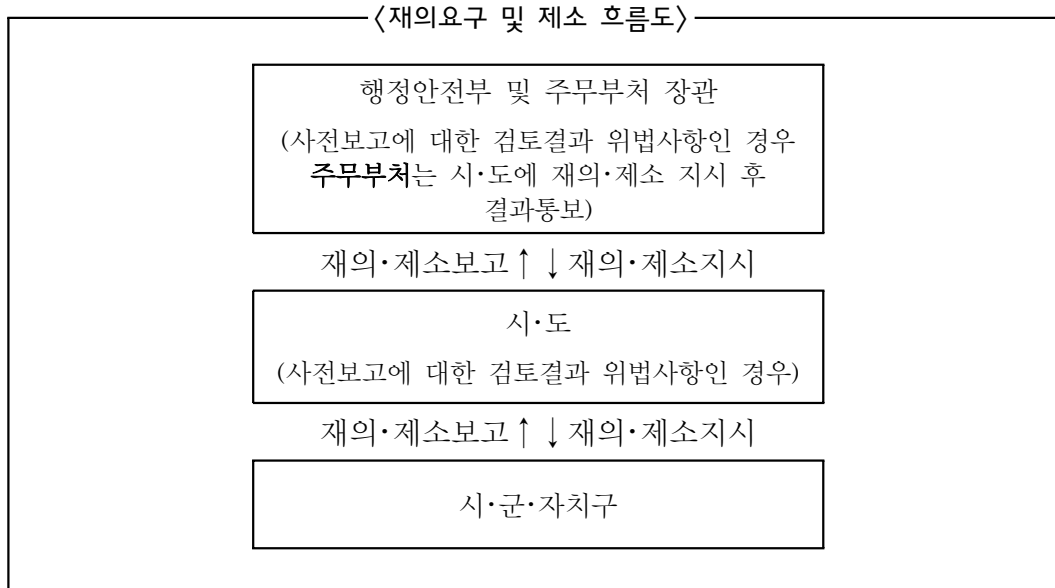 〈재의요구 및 제소 흐름도〉
행정안전부 및 주무부처 장관
(사전보고에 대한 검토결과 위법사항인 경우
주무부처는 시·도에 재의·제소 지시 후
결과통보)
재의·제소보고↑ ↓재의·제소지시
시·도
(사전보고에 대한 검토결과 위법사항인 경우)
재의·제소보고↑ ↓재의·제소지시
시·군·자치구